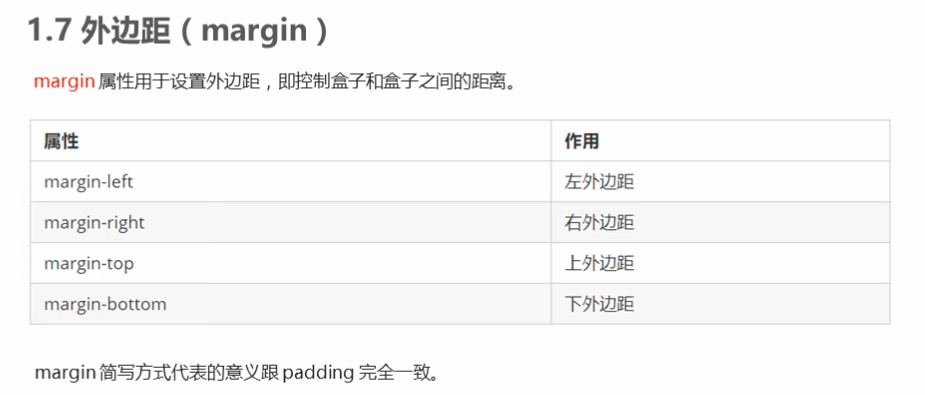 1.7 外边距（margin）
margin 属性用于设置外边距，即控制盒子和盒子之间的距离。
属性 作用
margin-left 左外边距
margin-right 右外边距
margin-top 上外边距
margin-bottom 下外边距
margin 简写方式代表的意义跟 padding 完全一致。